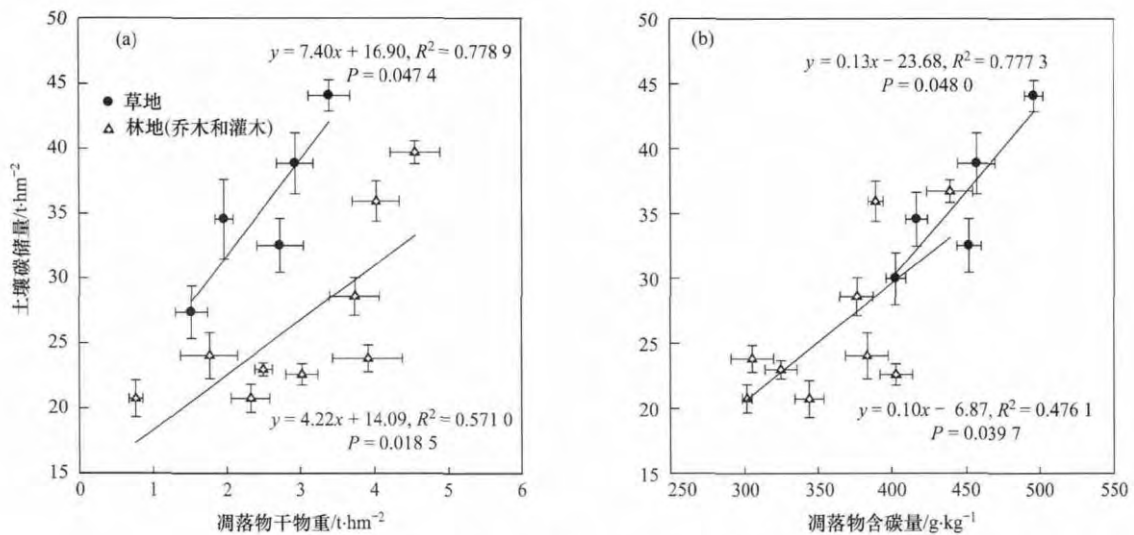 (a)
y = 7.40x + 16.90, R² = 0.778 9
P = 0.047 4
草地
林地(乔木和灌木)
y = 4.22x + 14.09, R² = 0.571 0
P = 0.018 5
50
45
40
35
30
25
20
15
0 1 2 3 4 5 6
土壤碳储量/t·hm⁻²
凋落物干物重/t·hm⁻²
(b)
y = 0.13x − 23.68, R² = 0.777 3
P = 0.048 0
y = 0.10x − 6.87, R² = 0.476 1
P = 0.039 7
50
45
40
35
30
25
20
15
250 300 350 400 450 500 550
凋落物含碳量/g·kg⁻¹